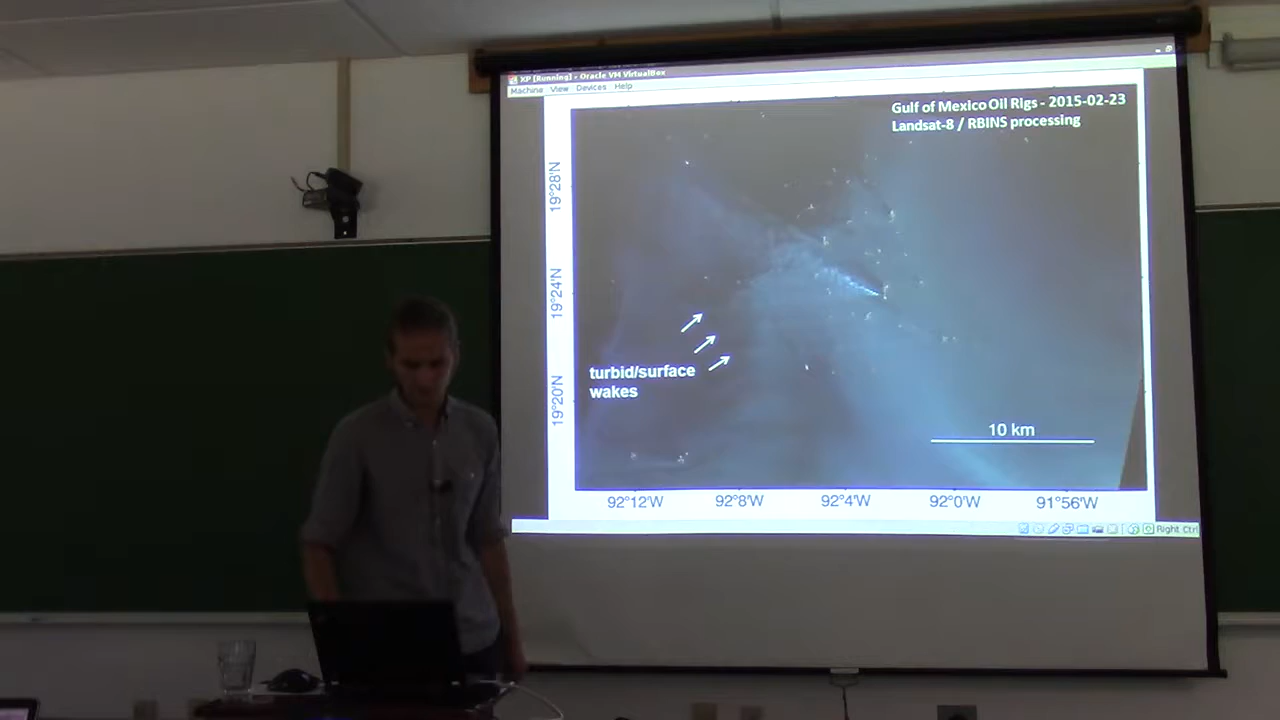 XP [Running] - Oracle VM VirtualBox
Machine View Devices Help
Gulf of Mexico Oil Rigs - 2015-02-23
Landsat-8 / RBINS processing
19°28'N
19°24'N
19°20'N
turbid/surface
wakes
10 km
92°12'W 92°8'W 92°4'W 92°0'W 91°56'W
Right Ctrl